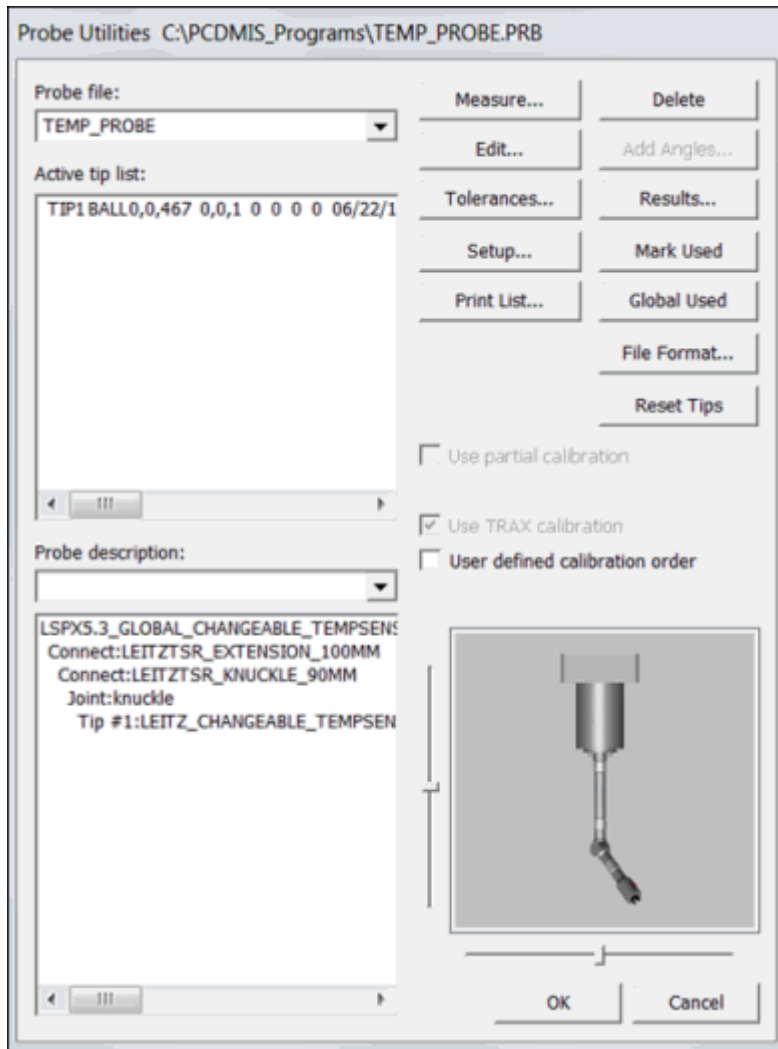 Probe Utilities C:\PCDMIS_Programs\TEMP_PROBE.PRB
Probe file:
TEMP_PROBE
Active tip list:
TIP1 BALL0,0,467 0,0,1 0 0 0 0 06/22/1
Measure...
Delete
Edit...
Add Angles...
Tolerances...
Results...
Setup...
Mark Used
Print List...
Global Used
File Format...
Reset Tips
Use partial calibration
Use TRAX calibration
User defined calibration order
Probe description:
LSPX5.3_GLOBAL_CHANGEABLE_TEMPSENS
Connect:LEITZTSR_EXTENSION_100MM
Connect:LEITZTSR_KNUCKLE_90MM
Joint:knuckle
Tip #1:LEITZ_CHANGEABLE_TEMPSEN
OK
Cancel